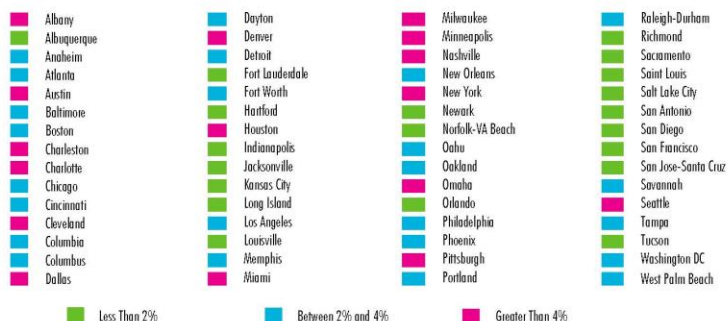 Albany
Albuquerque
Anaheim
Atlanta
Austin
Baltimore
Boston
Charleston
Charlotte
Chicago
Cincinnati
Cleveland
Columbia
Columbus
Dallas
Dayton
Denver
Detroit
Fort Lauderdale
Fort Worth
Hartford
Houston
Indianapolis
Jacksonville
Kansas City
Long Island
Los Angeles
Louisville
Memphis
Miami
Milwaukee
Minneapolis
Nashville
New Orleans
New York
Newark
Norfolk-VA Beach
Oahu
Oakland
Omaha
Orlando
Philadelphia
Phoenix
Pittsburgh
Portland
Raleigh-Durham
Richmond
Sacramento
Saint Louis
Salt Lake City
San Antonio
San Diego
San Francisco
San Jose-Santa Cruz
Savannah
Seattle
Tampa
Tucson
Washington DC
West Palm Beach
Less Than 2%
Between 2% and 4%
Greater Than 4%